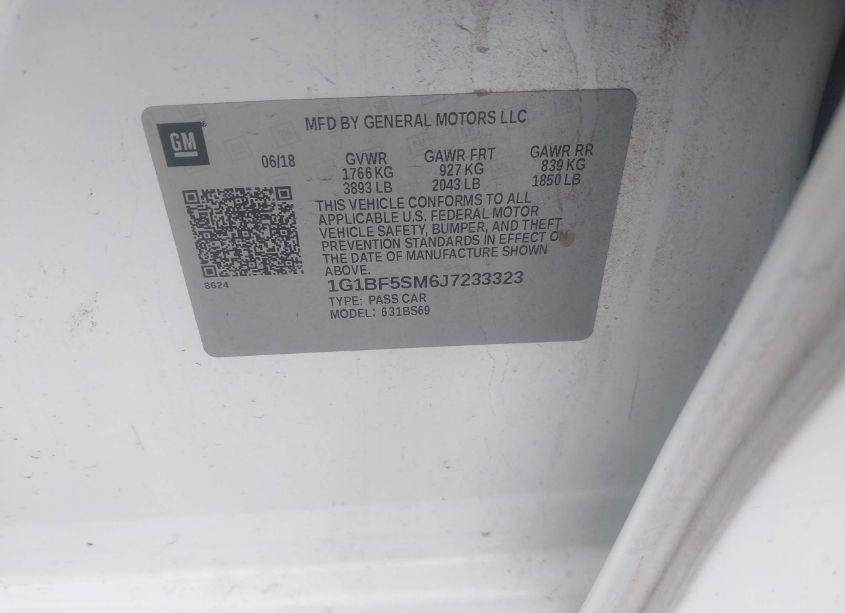 GM
MFD BY GENERAL MOTORS LLC
06/18 GVWR GAWR FRT GAWR RR
1766 KG 927 KG 839 KG
3893 LB 2043 LB 1850 LB
THIS VEHICLE CONFORMS TO ALL
APPLICABLE U.S. FEDERAL MOTOR
VEHICLE SAFETY, BUMPER, AND THEFT
PREVENTION STANDARDS IN EFFECT ON
THE DATE OF MANUFACTURE SHOWN
ABOVE.
8624
1G1BF5SM6J7233323
TYPE: PASS CAR
MODEL: 631BS69